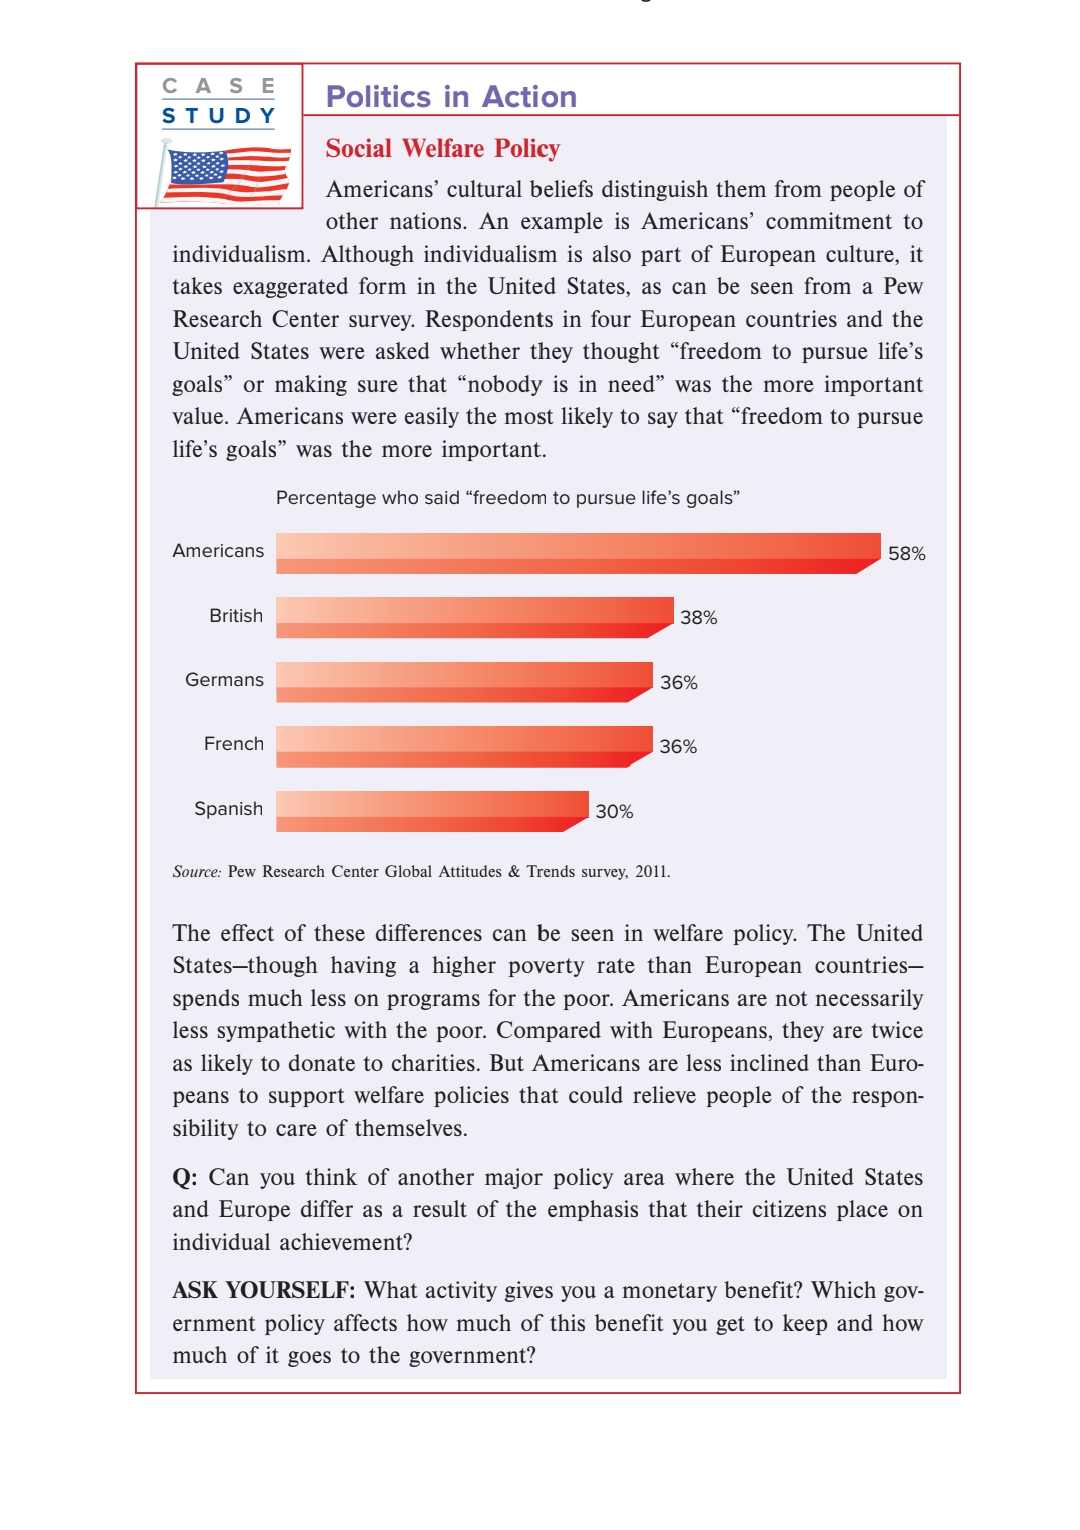 CASE
STUDY
Politics in Action
Social Welfare Policy
Americans’ cultural beliefs distinguish them from people of
other nations. An example is Americans’ commitment to
individualism. Although individualism is also part of European culture, it
takes exaggerated form in the United States, as can be seen from a Pew
Research Center survey. Respondents in four European countries and the
United States were asked whether they thought “freedom to pursue life’s
goals” or making sure that “nobody is in need” was the more important
value. Americans were easily the most likely to say that “freedom to pursue
life’s goals” was the more important.
Percentage who said “freedom to pursue life’s goals”
Americans 58%
British 38%
Germans 36%
French 36%
Spanish 30%
Source: Pew Research Center Global Attitudes & Trends survey, 2011.
The effect of these differences can be seen in welfare policy. The United
States—though having a higher poverty rate than European countries—
spends much less on programs for the poor. Americans are not necessarily
less sympathetic with the poor. Compared with Europeans, they are twice
as likely to donate to charities. But Americans are less inclined than Euro-
peans to support welfare policies that could relieve people of the respon-
sibility to care of themselves.
Q: Can you think of another major policy area where the United States
and Europe differ as a result of the emphasis that their citizens place on
individual achievement?
ASK YOURSELF: What activity gives you a monetary benefit? Which gov-
ernment policy affects how much of this benefit you get to keep and how
much of it goes to the government?